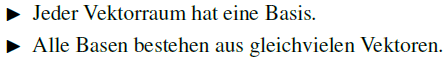 ► Jeder Vektorraum hat eine Basis.
► Alle Basen bestehen aus gleichvielen Vektoren.